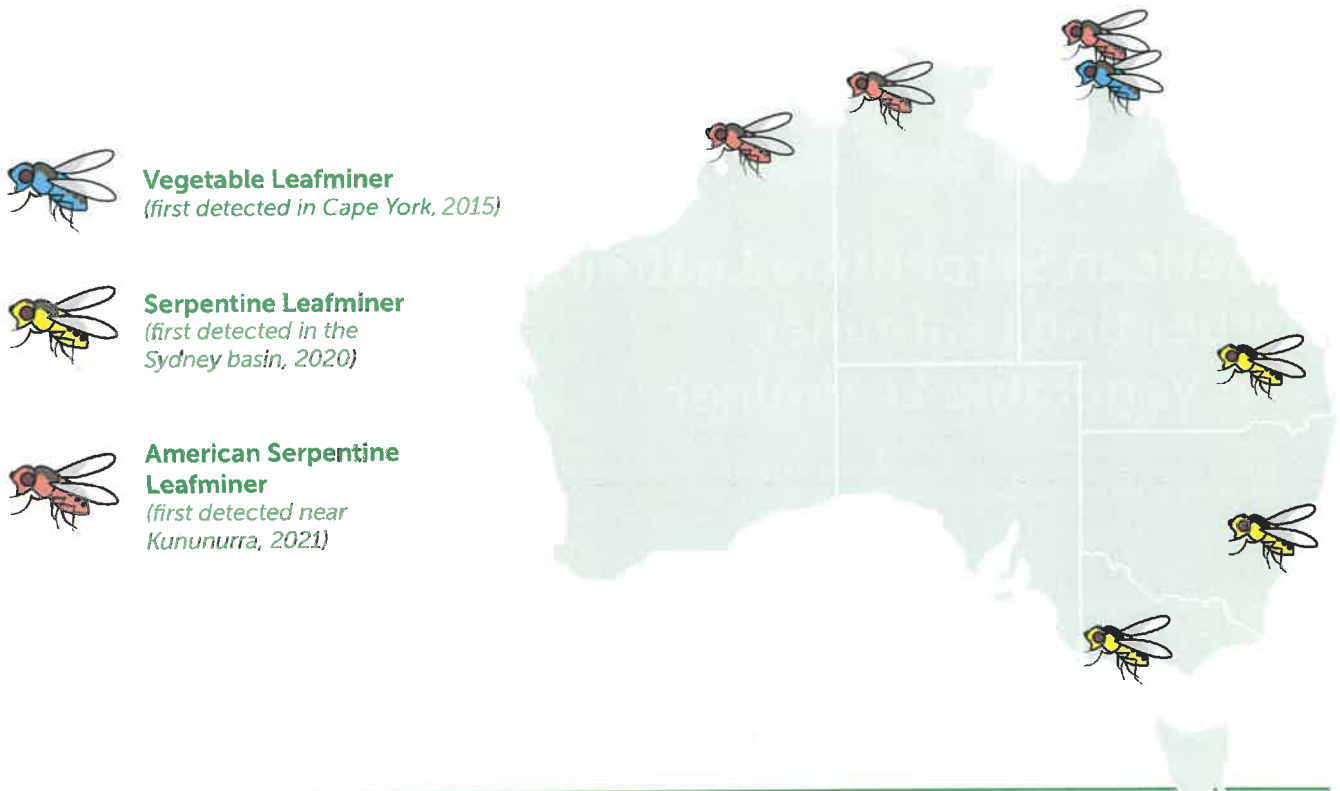 Vegetable Leafminer
(first detected in Cape York, 2015)
Serpentine Leafminer
(first detected in the
Sydney basin, 2020)
American Serpentine
Leafminer
(first detected near
Kununurra, 2021)